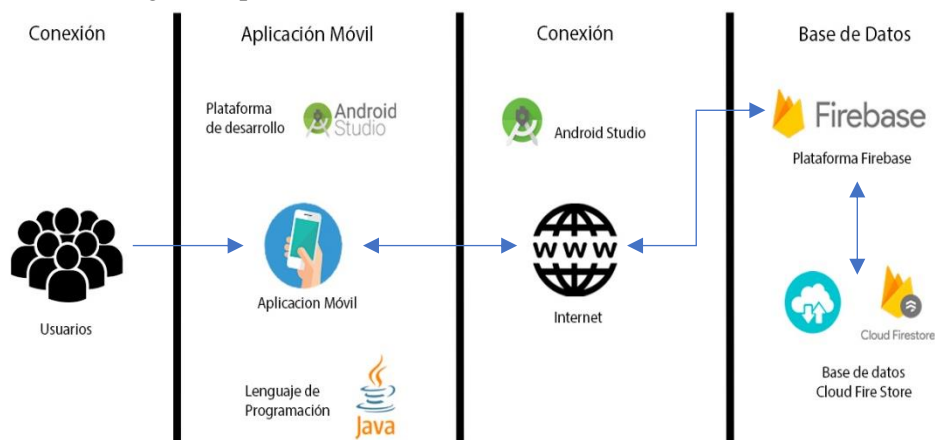 Conexión
Aplicación Móvil
Conexión
Base de Datos
Plataforma
de desarrollo
Android
Studio
Android Studio
Firebase
Plataforma Firebase
WWW
Usuarios
Aplicacion Móvil
Internet
Cloud Firestore
Lenguaje de
Programación
Java
Base de datos
Cloud Fire Store